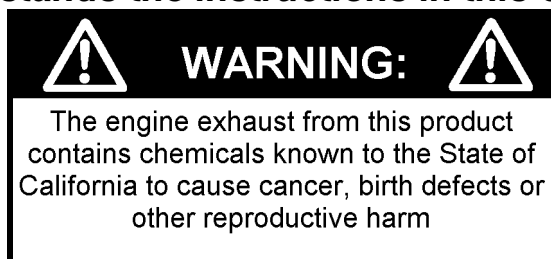 WARNING:
The engine exhaust from this product
contains chemicals known to the State of
California to cause cancer, birth defects or
other reproductive harm